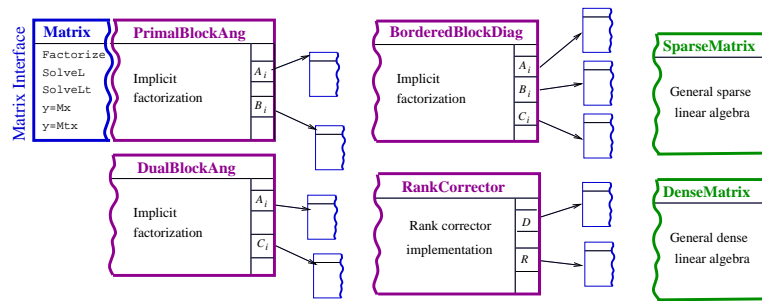 Matrix Interface
Matrix
Factorize
SolveL
SolveLt
y=Mx
y=Mtx
PrimalBlockAng
Implicit
factorization
A_i
B_i
BorderedBlockDiag
Implicit
factorization
A_i
B_i
C_i
SparseMatrix
General sparse
linear algebra
DualBlockAng
Implicit
factorization
A_i
C_i
RankCorrector
Rank corrector
implementation
D
R
DenseMatrix
General dense
linear algebra